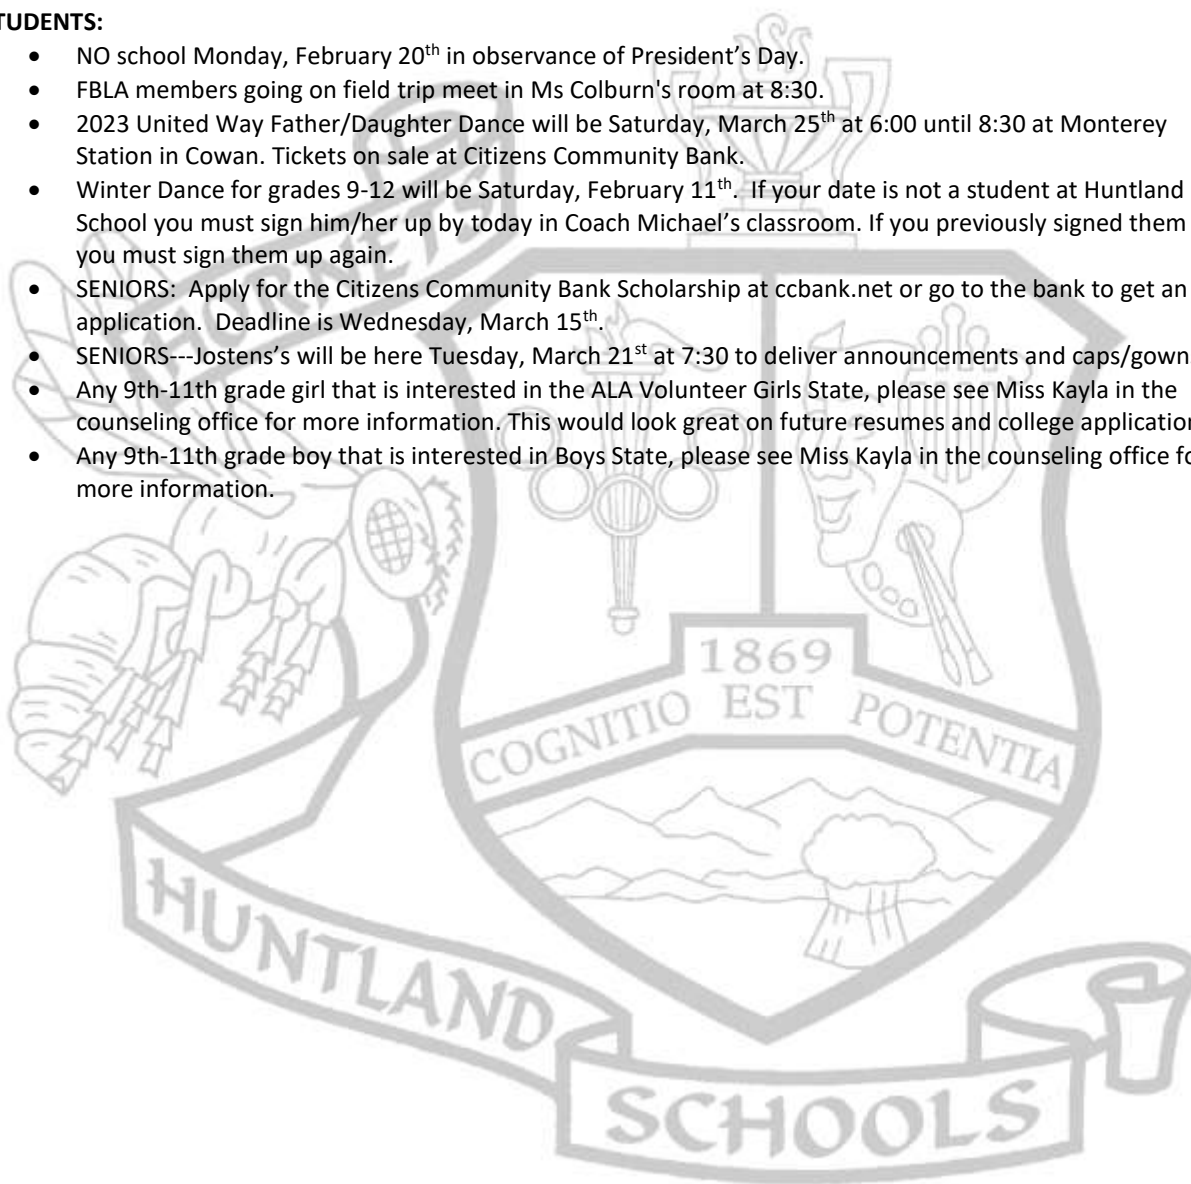 TUDENTS:
• NO school Monday, February 20th in observance of President’s Day.
• FBLA members going on field trip meet in Ms Colburn's room at 8:30.
• 2023 United Way Father/Daughter Dance will be Saturday, March 25th at 6:00 until 8:30 at Monterey
Station in Cowan. Tickets on sale at Citizens Community Bank.
• Winter Dance for grades 9-12 will be Saturday, February 11th. If your date is not a student at Huntland
School you must sign him/her up by today in Coach Michael’s classroom. If you previously signed them
you must sign them up again.
• SENIORS: Apply for the Citizens Community Bank Scholarship at ccbank.net or go to the bank to get an
application. Deadline is Wednesday, March 15th.
• SENIORS---Jostens’s will be here Tuesday, March 21st at 7:30 to deliver announcements and caps/gown
• Any 9th-11th grade girl that is interested in the ALA Volunteer Girls State, please see Miss Kayla in the
counseling office for more information. This would look great on future resumes and college application
• Any 9th-11th grade boy that is interested in Boys State, please see Miss Kayla in the counseling office fo
more information.
HORNETS
1869
COGNITIO EST POTENTIA
HUNTLAND
SCHOOLS